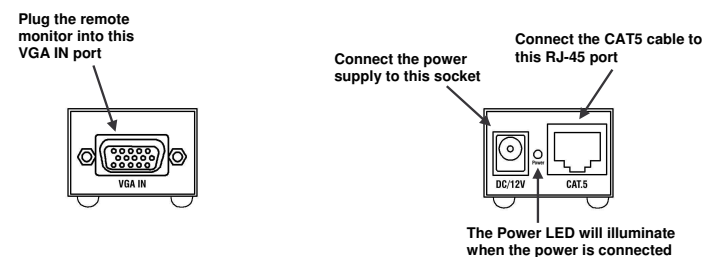 Plug the remote
monitor into this
VGA IN port
VGA IN
Connect the power
supply to this socket
Connect the CAT5 cable to
this RJ-45 port
Power
DC/12V
CAT.5
The Power LED will illuminate
when the power is connected